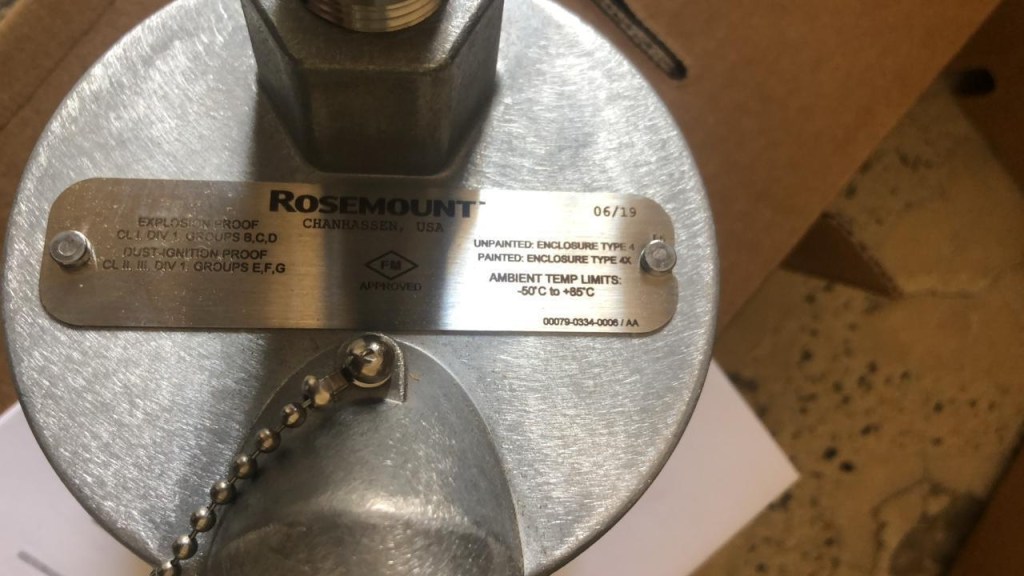 ROSEMOUNT™
CHANHASSEN, USA
06/19
EXPLOSION PROOF
CL I. DIV 1. GROUPS B,C,D
DUST-IGNITION PROOF
CL II, III, DIV 1. GROUPS E,F,G
FM
APPROVED
UNPAINTED: ENCLOSURE TYPE 4
PAINTED: ENCLOSURE TYPE 4X
AMBIENT TEMP LIMITS:
-50°C to +85°C
00079-0334-0006 / AA